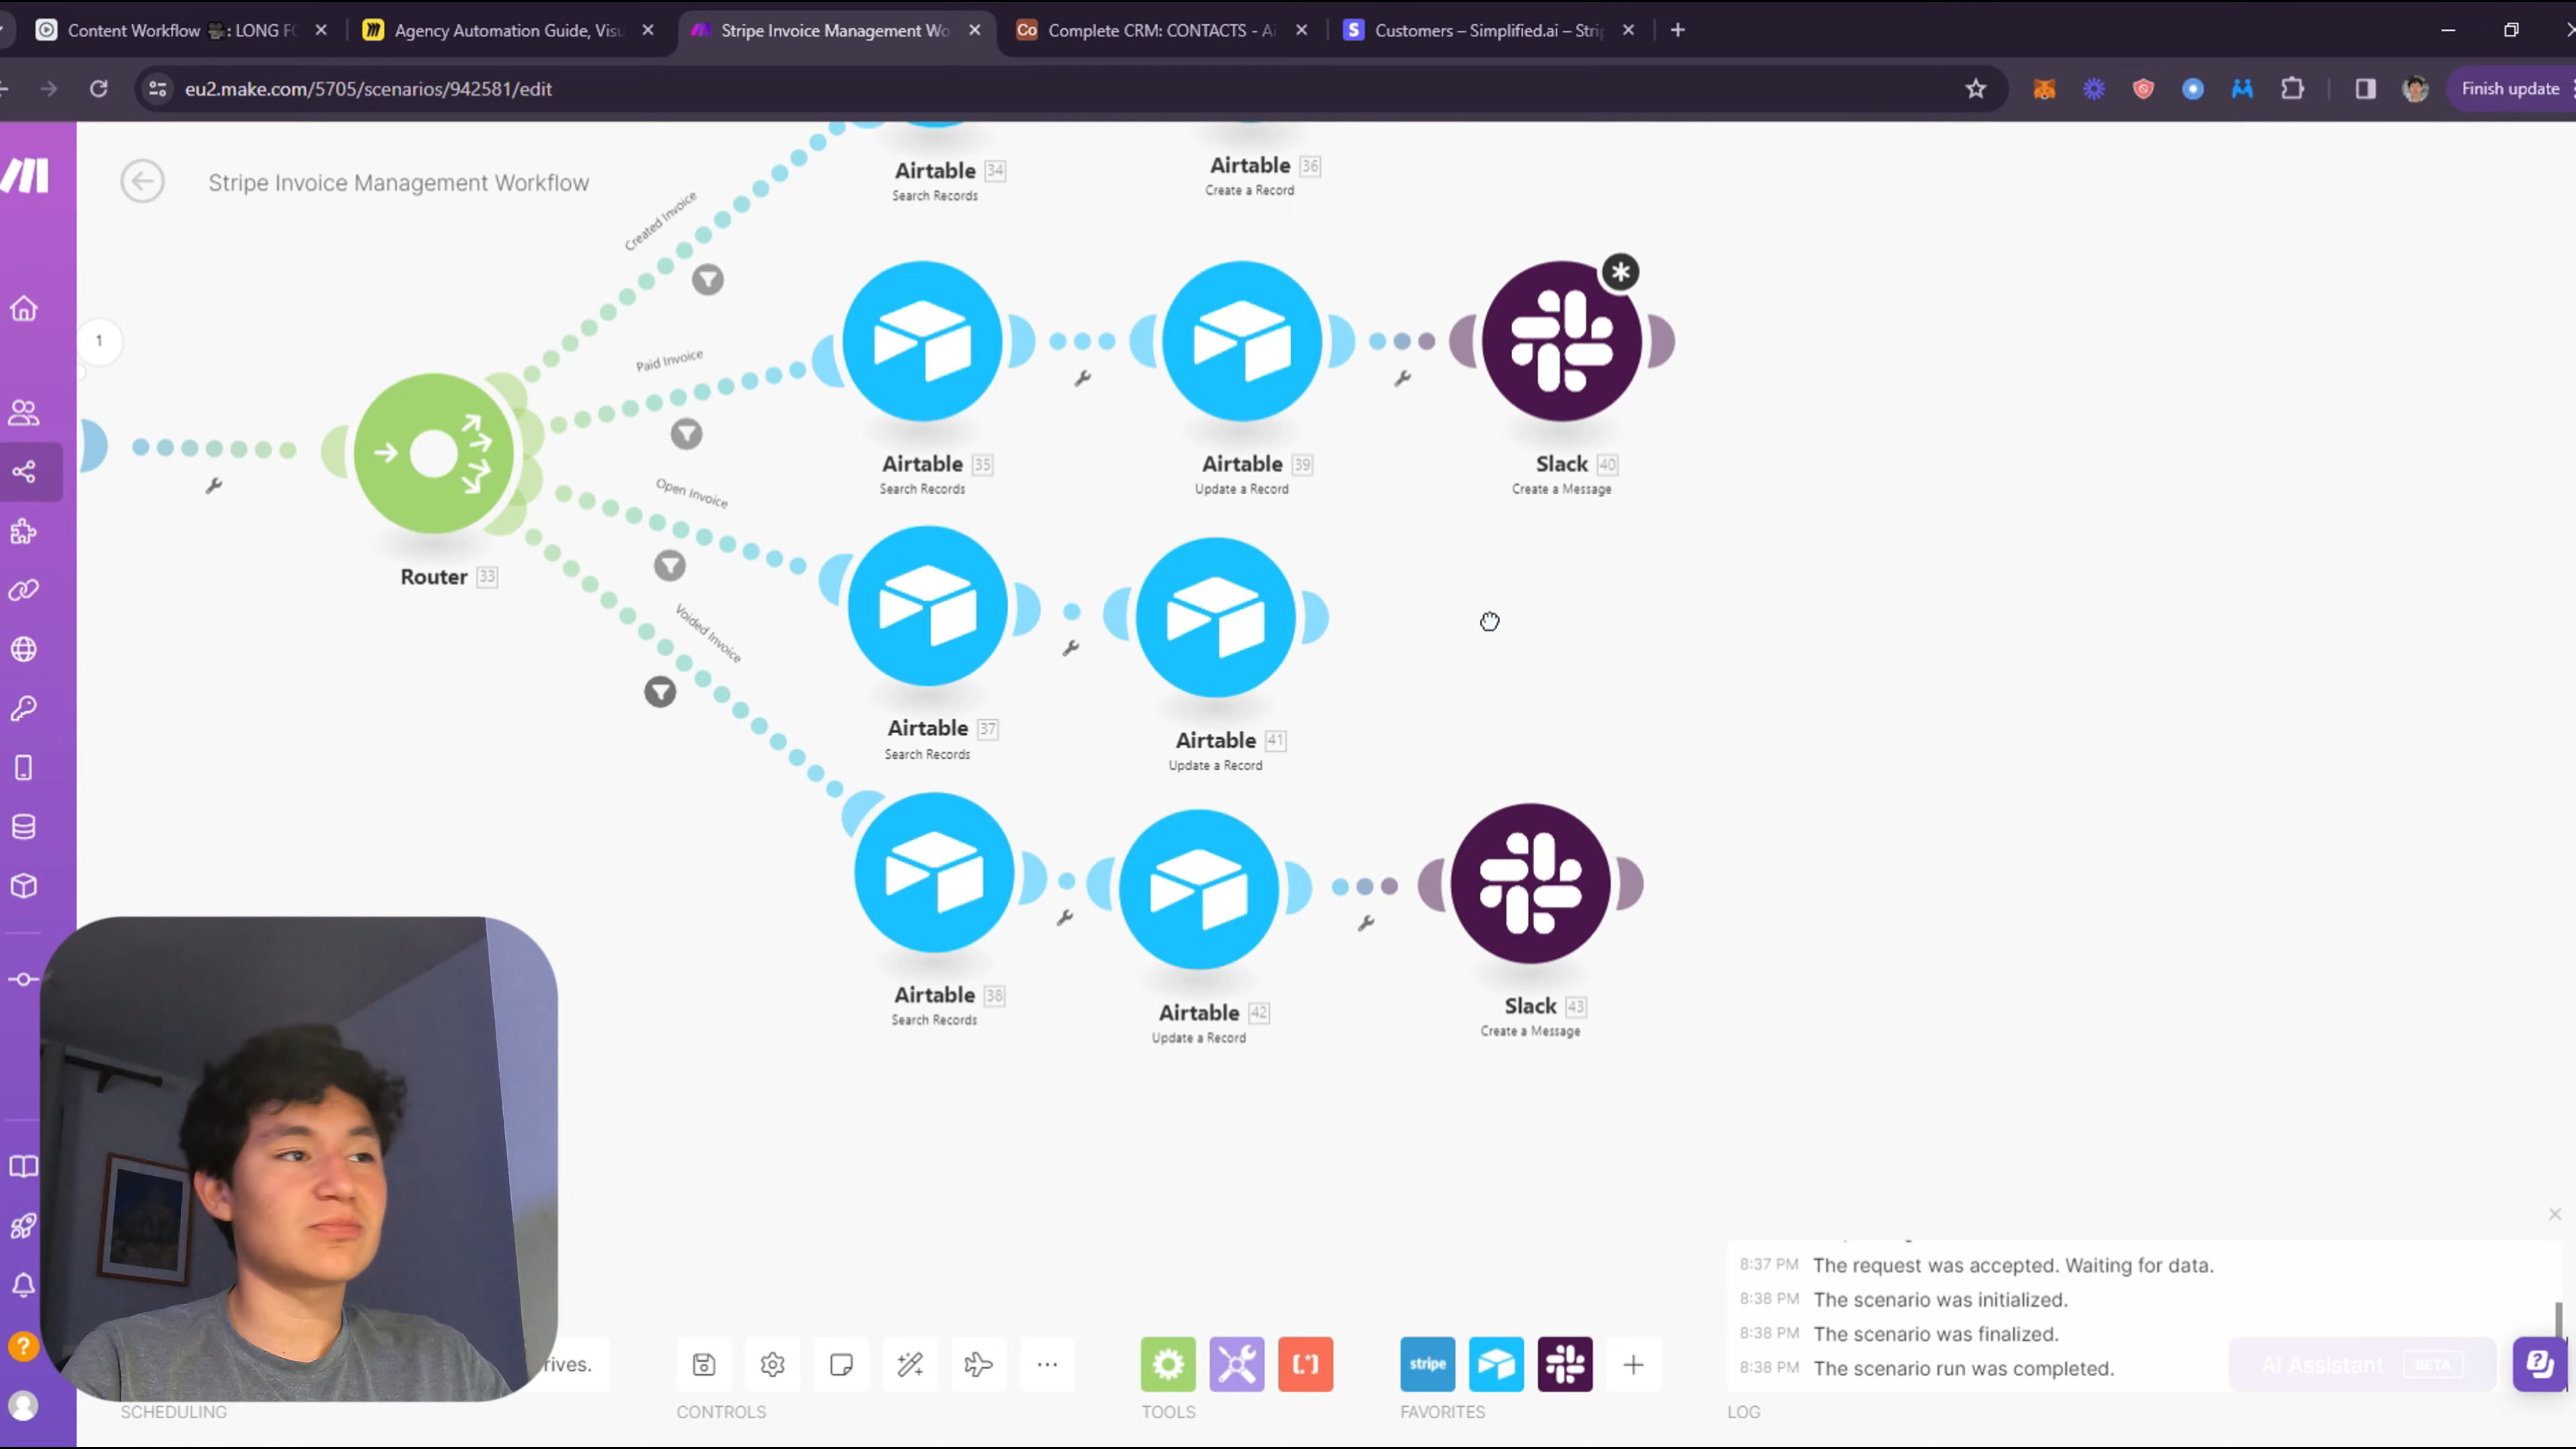 Content Workflow 🎥: LONG FO
Agency Automation Guide, Visu
Stripe Invoice Management Wo
Complete CRM: CONTACTS - Ai
Customers – Simplified.ai – Strip
eu2.make.com/5705/scenarios/942581/edit
Finish update
Stripe Invoice Management Workflow
Airtable 34
Search Records
Airtable 36
Create a Record
Created Invoice
1
Paid Invoice
Airtable 35
Search Records
Airtable 39
Update a Record
Slack 40
Create a Message
Open Invoice
Router 33
Voided Invoice
Airtable 37
Search Records
Airtable 41
Update a Record
Airtable 38
Search Records
Airtable 42
Update a Record
Slack 43
Create a Message
8:37 PM The request was accepted. Waiting for data.
8:38 PM The scenario was initialized.
8:38 PM The scenario was finalized.
8:38 PM The scenario run was completed.
AI Assistant BETA
rives.
stripe
SCHEDULING
CONTROLS
TOOLS
FAVORITES
LOG